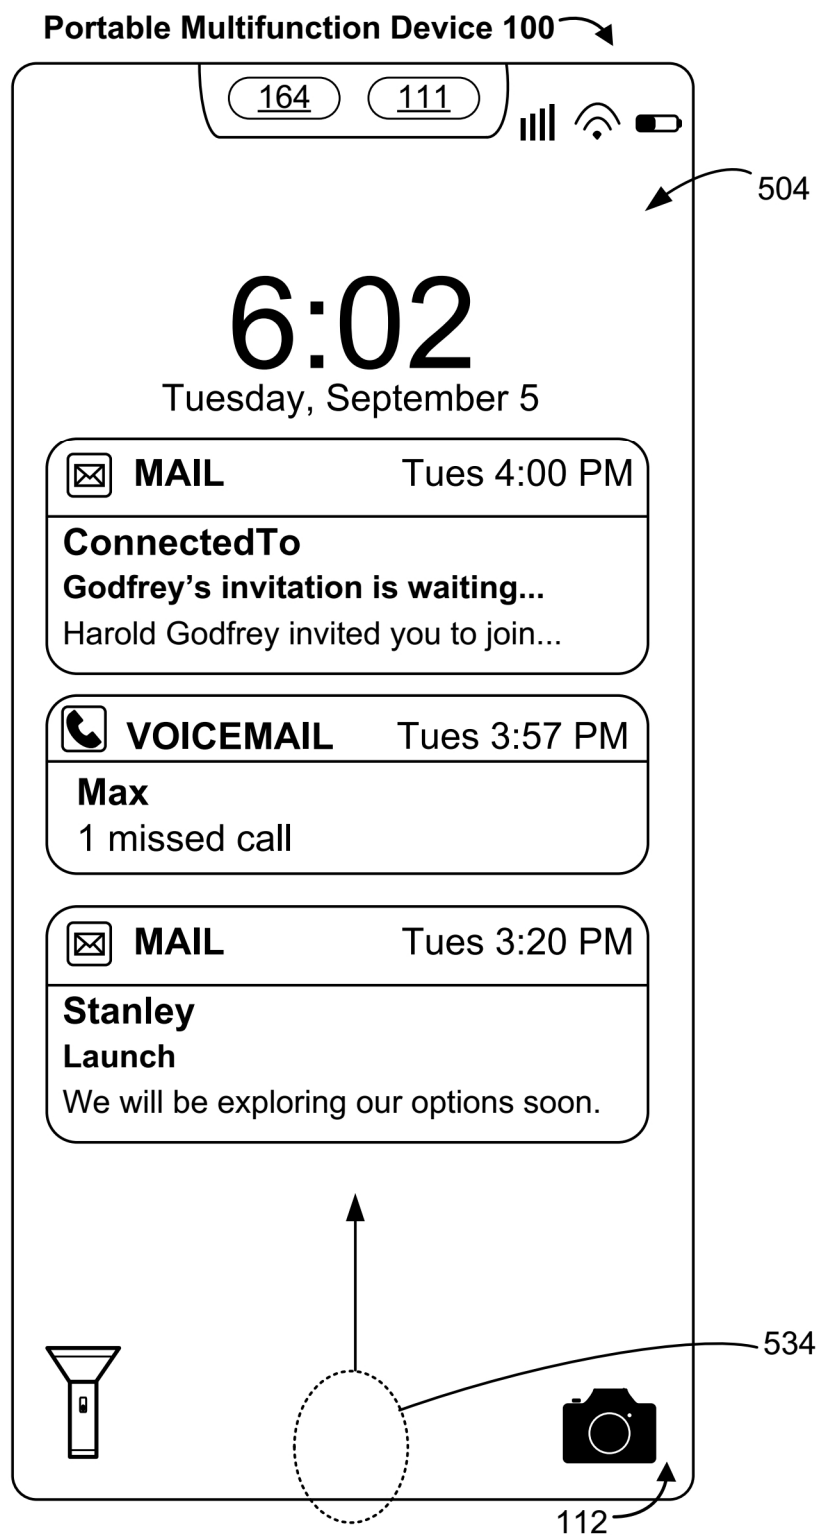 Portable Multifunction Device 100
164 111
504
6:02
Tuesday, September 5
MAIL Tues 4:00 PM
ConnectedTo
Godfrey’s invitation is waiting...
Harold Godfrey invited you to join...
VOICEMAIL Tues 3:57 PM
Max
1 missed call
MAIL Tues 3:20 PM
Stanley
Launch
We will be exploring our options soon.
534
112